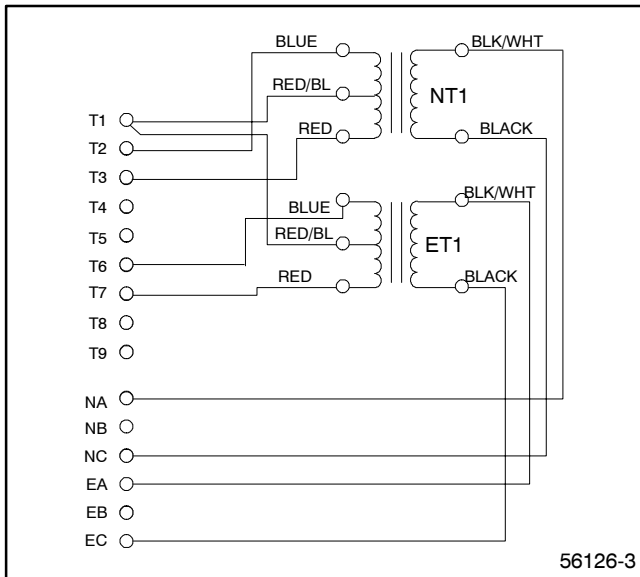 BLUE
BLK/WHT
RED/BL
NT1
T1
RED
BLACK
T2
T3
BLK/WHT
T4
BLUE
T5
RED/BL
ET1
T6
RED
BLACK
T7
T8
T9
NA
NB
NC
EA
EB
EC
56126-3